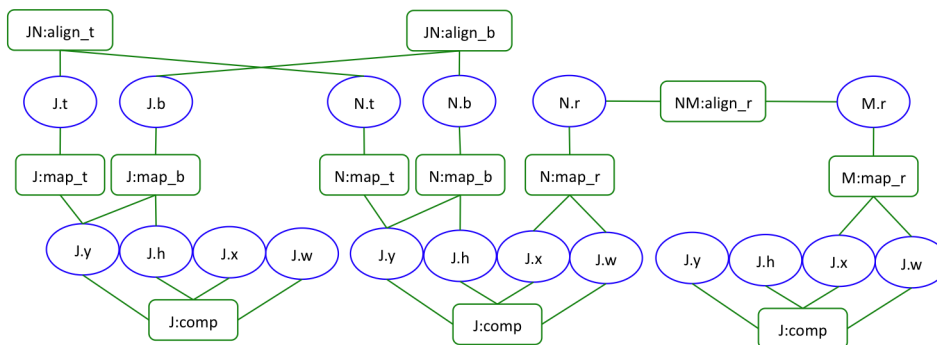 JN:align_t
JN:align_b
J.t
J.b
N.t
N.b
N.r
NM:align_r
M.r
J:map_t
J:map_b
N:map_t
N:map_b
N:map_r
M:map_r
J.y
J.h
J.x
J.w
J.y
J.h
J.x
J.w
J.y
J.h
J.x
J.w
J:comp
J:comp
J:comp